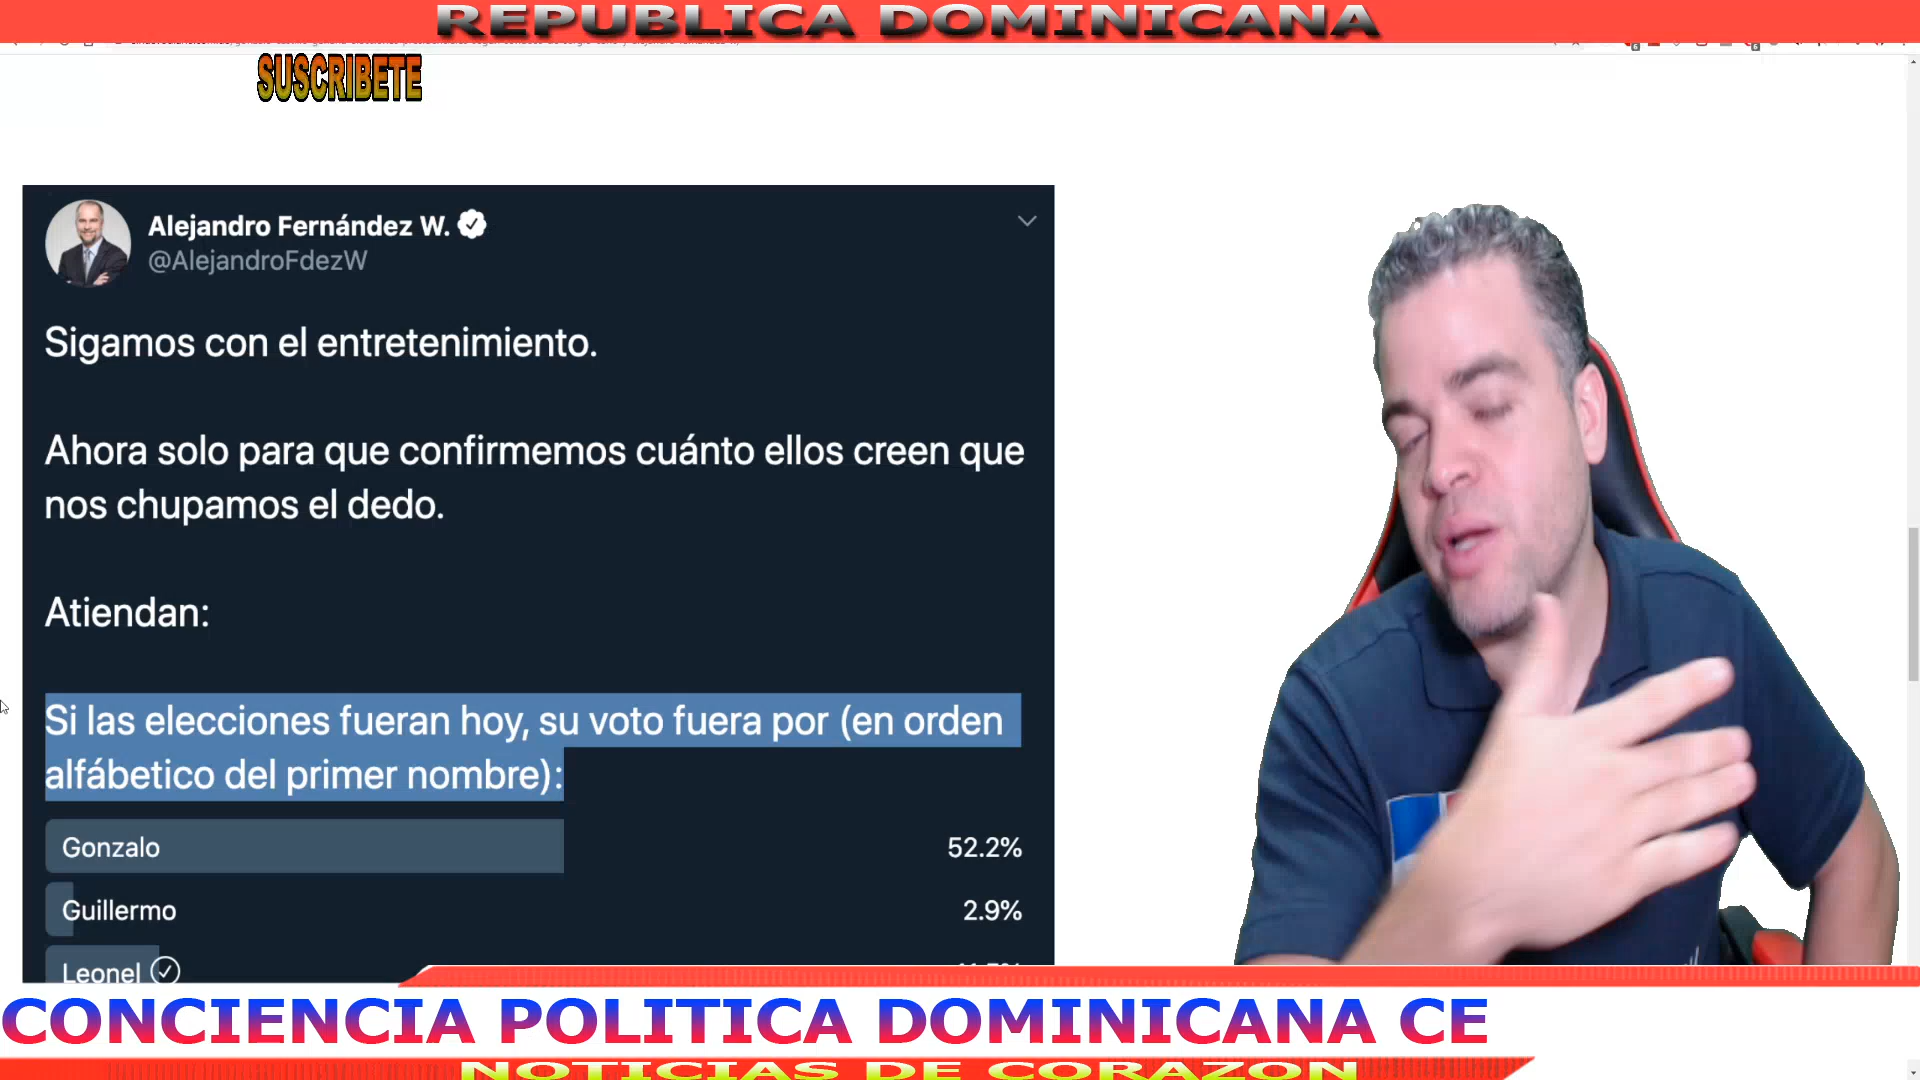 REPUBLICA DOMINICANA
SUSCRIBETE
Alejandro Fernández W.
@AlejandroFdezW
Sigamos con el entretenimiento.
Ahora solo para que confirmemos cuánto ellos creen que
nos chupamos el dedo.
Atiendan:
Si las elecciones fueran hoy, su voto fuera por (en orden
alfábetico del primer nombre):
Gonzalo 52.2%
Guillermo 2.9%
Leonel
CONCIENCIA POLITICA DOMINICANA CE
NOTICIAS DE CORAZON